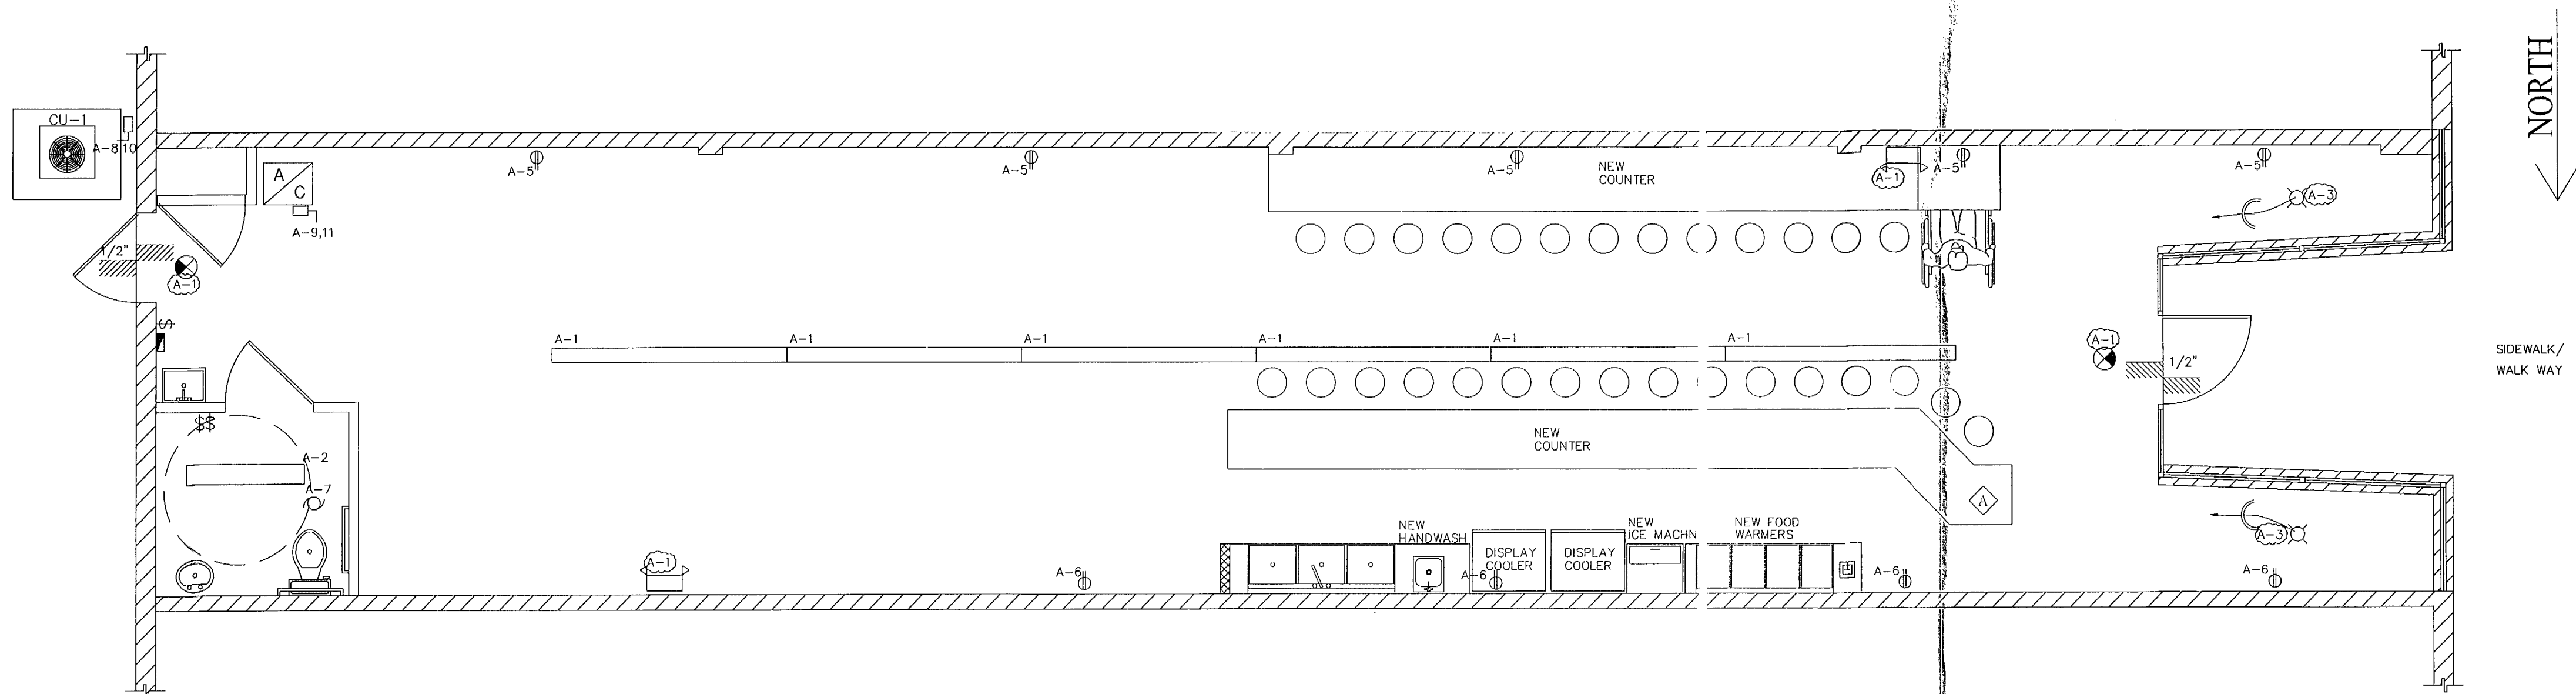 NORTH
CU-1
A-8,10
A
C
A-9,11
1/2"
A-1
A-5
A-5
A-5
NEW
COUNTER
A-1
A-5
A-5
A-3
$
A-1
A-1
A-1
A-1
A-1
A-1
A-1
1/2"
SIDEWALK/
WALK WAY
$$
A-2
A-7
NEW
COUNTER
A
A-3
A-1
A-6
NEW
HANDWASH
DISPLAY
COOLER
A-6
DISPLAY
COOLER
NEW
ICE MACHN
NEW FOOD
WARMERS
A-6
A-6